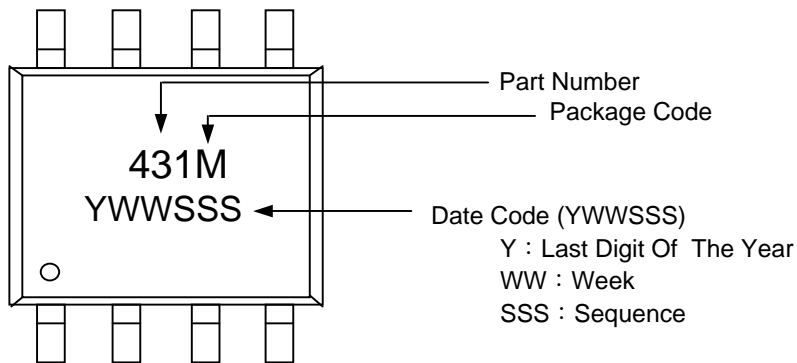 Part Number
Package Code
431M
YWWSSS
Date Code (YWWSSS)
Y：Last Digit Of The Year
WW：Week
SSS：Sequence